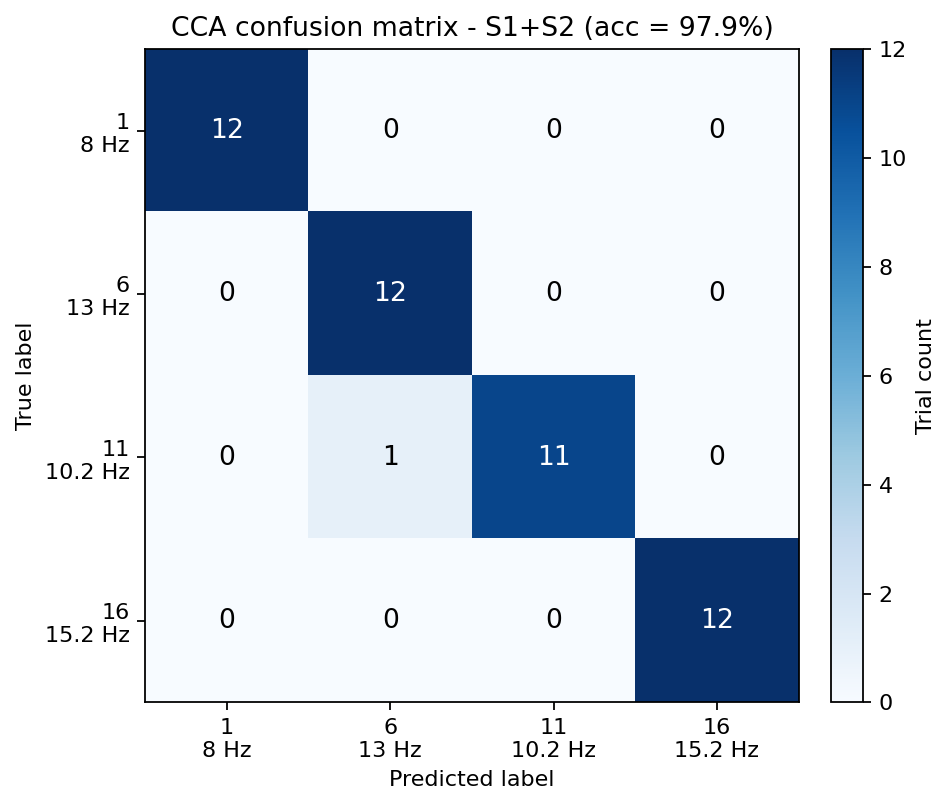 CCA confusion matrix - S1+S2 (acc = 97.9%)
True label
1
8 Hz
12 0 0 0
6
13 Hz
0 12 0 0
11
10.2 Hz
0 1 11 0
16
15.2 Hz
0 0 0 12
1 6 11 16
8 Hz 13 Hz 10.2 Hz 15.2 Hz
Predicted label
12
10
8
6
4
2
0
Trial count